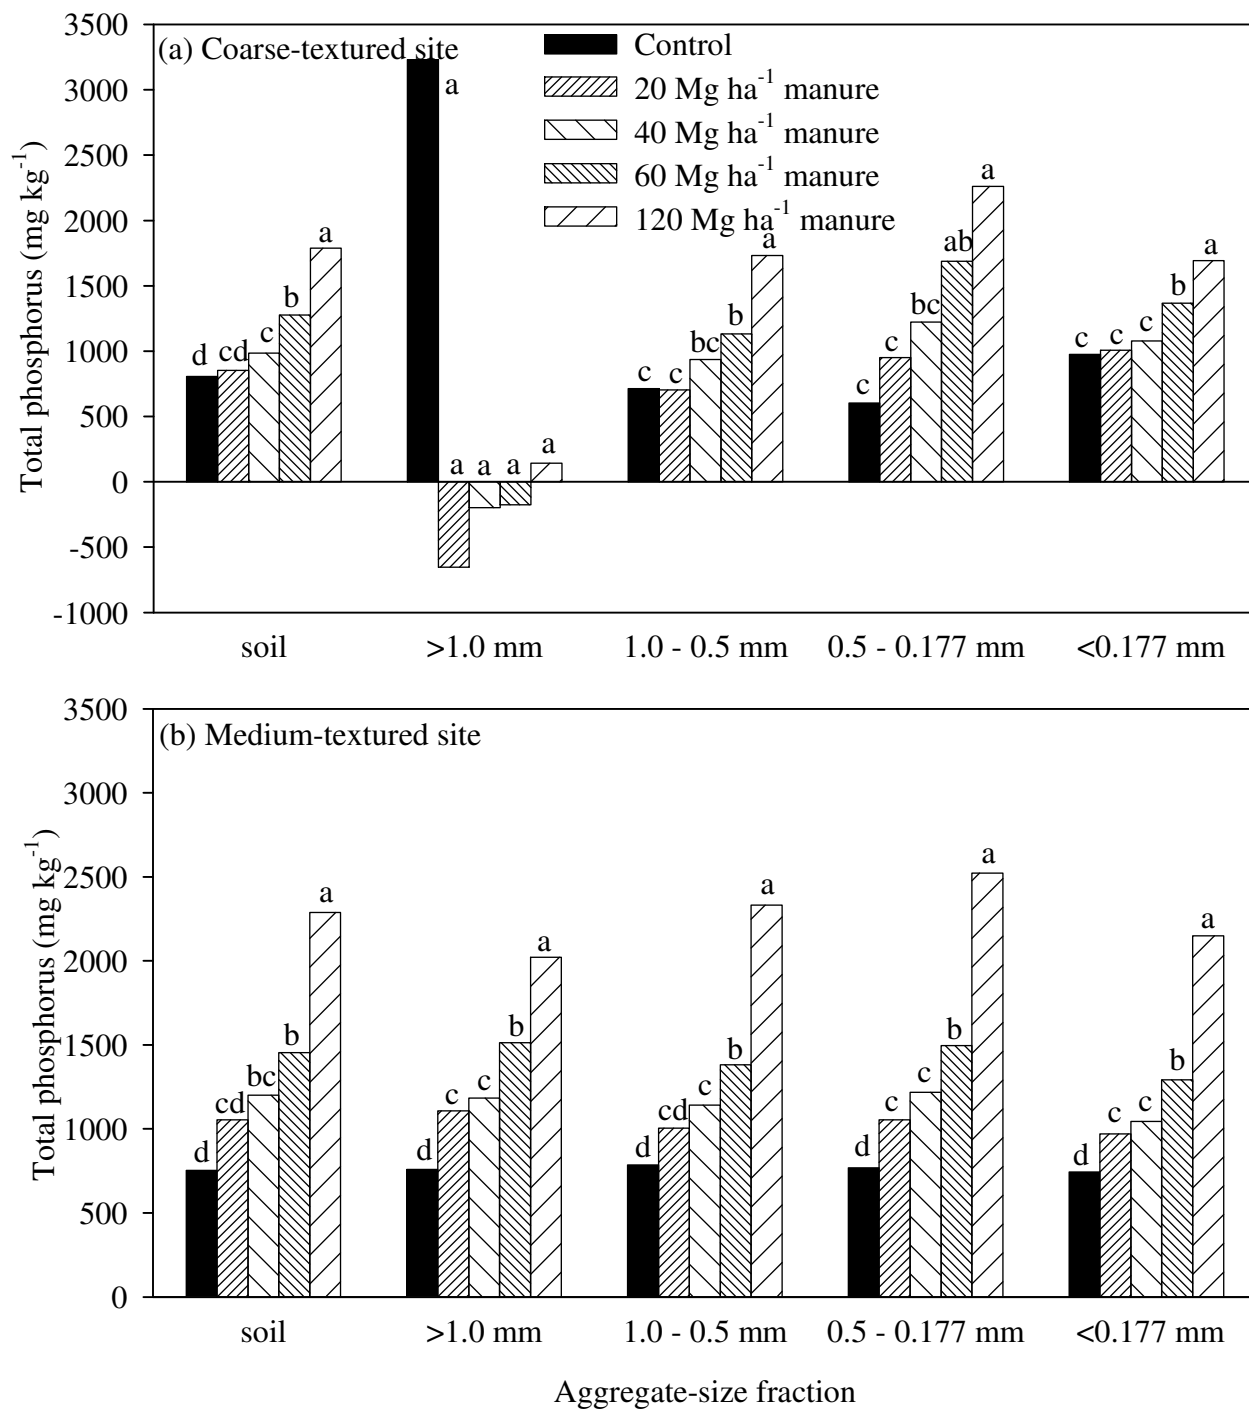 3500
3000
2500
2000
1500
1000
500
0
-500
-1000
Total phosphorus (mg kg⁻¹)
(a) Coarse-textured site
Control
20 Mg ha⁻¹ manure
40 Mg ha⁻¹ manure
60 Mg ha⁻¹ manure
120 Mg ha⁻¹ manure
d cd c b a
a a a a a
c c bc b a
c c bc ab a
c c c b a
soil >1.0 mm 1.0 - 0.5 mm 0.5 - 0.177 mm <0.177 mm
3500
3000
2500
2000
1500
1000
500
0
Total phosphorus (mg kg⁻¹)
(b) Medium-textured site
d cd bc b a
d c c b a
d cd c b a
d c c b a
d c c b a
soil >1.0 mm 1.0 - 0.5 mm 0.5 - 0.177 mm <0.177 mm
Aggregate-size fraction